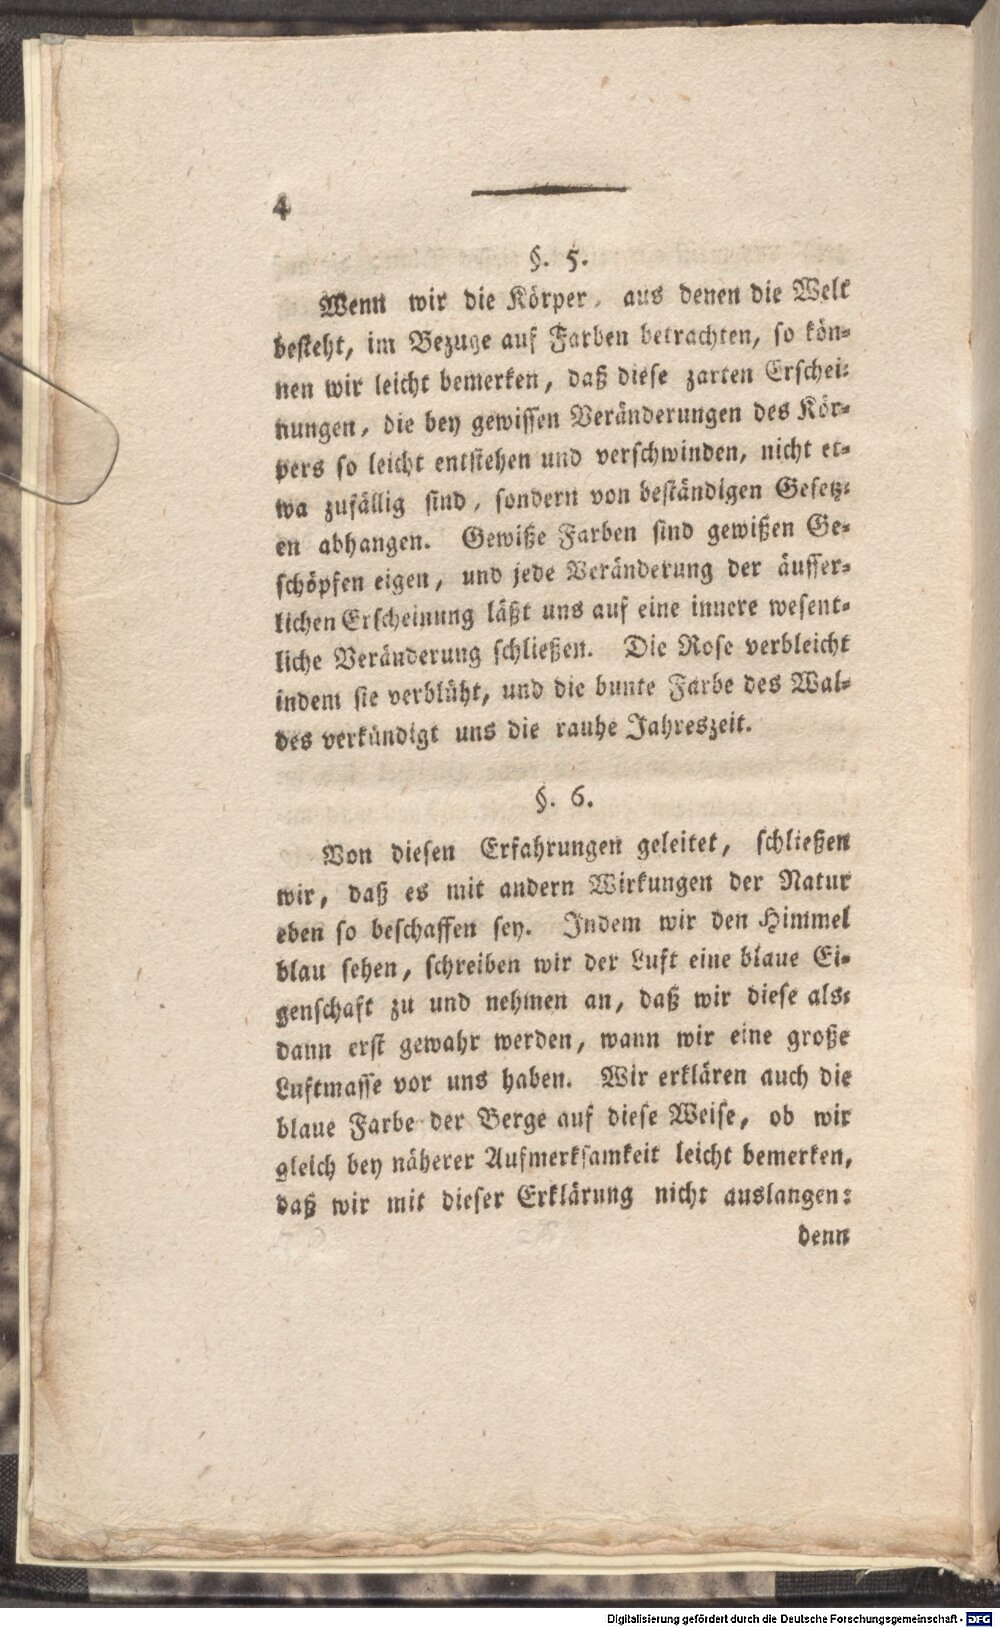 4
§. 5.
Wenn wir die Körper, aus denen die Welt
besteht, im Bezuge auf Farben betrachten, so kön-
nen wir leicht bemerken, daß diese zarten Erschei-
nungen, die bey gewissen Veränderungen des Kör-
pers so leicht entstehen und verschwinden, nicht et-
wa zufällig sind, sondern von beständigen Gesetz-
en abhangen. Gewiße Farben sind gewißen Ge-
schöpfen eigen, und jede Veränderung der äusser-
lichen Erscheinung läßt uns auf eine innere wesent-
liche Veränderung schließen. Die Rose verbleicht
indem sie verblüht, und die bunte Farbe des Wal-
des verkündigt uns die rauhe Jahreszeit.
§. 6.
Von diesen Erfahrungen geleitet, schließen
wir, daß es mit andern Wirkungen der Natur
eben so beschaffen sey. Indem wir den Himmel
blau sehen, schreiben wir der Luft eine blaue Ei-
genschaft zu und nehmen an, daß wir diese als-
dann erst gewahr werden, wann wir eine große
Luftmasse vor uns haben. Wir erklären auch die
blaue Farbe der Berge auf diese Weise, ob wir
gleich bey näherer Aufmerksamkeit leicht bemerken,
daß wir mit dieser Erklärung nicht auslangen:
denn
Digitalisierung gefördert durch die Deutsche Forschungsgemeinschaft - DFG